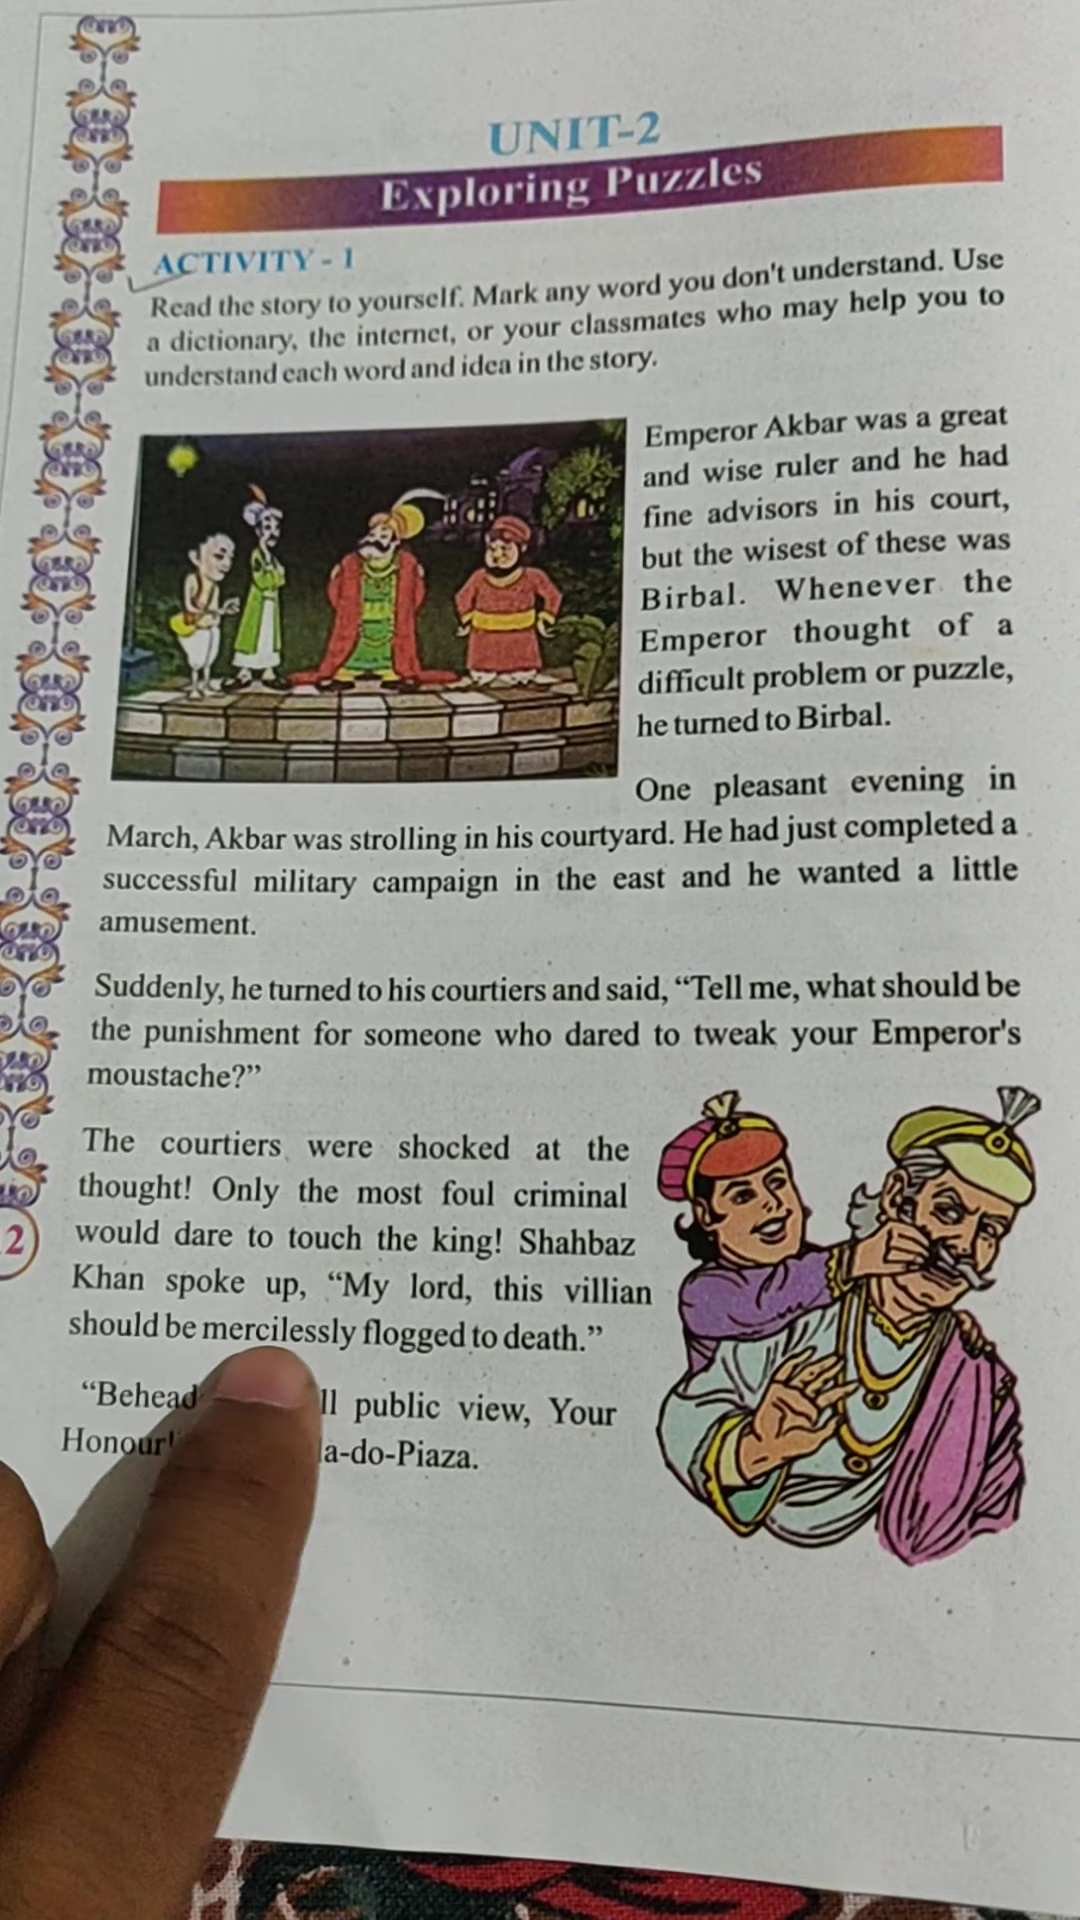 UNIT-2
Exploring Puzzles
ACTIVITY - 1
Read the story to yourself. Mark any word you don't understand. Use
a dictionary, the internet, or your classmates who may help you to
understand each word and idea in the story.
Emperor Akbar was a great
and wise ruler and he had
fine advisors in his court,
but the wisest of these was
Birbal. Whenever the
Emperor thought of a
difficult problem or puzzle,
he turned to Birbal.
One pleasant evening in
March, Akbar was strolling in his courtyard. He had just completed a
successful military campaign in the east and he wanted a little
amusement.
Suddenly, he turned to his courtiers and said, “Tell me, what should be
the punishment for someone who dared to tweak your Emperor's
moustache?”
The courtiers were shocked at the
thought! Only the most foul criminal
would dare to touch the king! Shahbaz
2
Khan spoke up, “My lord, this villian
should be mercilessly flogged to death.”
“Behead public view, Your
Honour! a-do-Piaza.